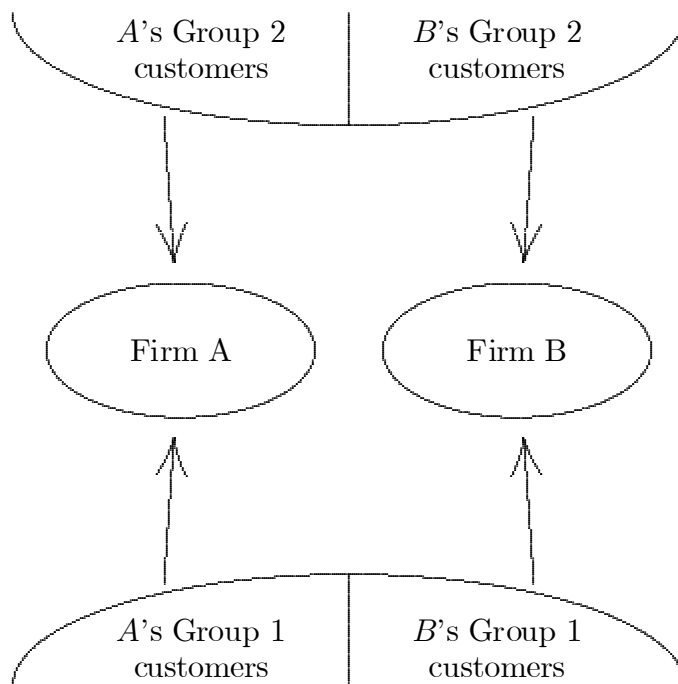 A's Group 2
customers
B's Group 2
customers
Firm A
Firm B
A's Group 1
customers
B's Group 1
customers